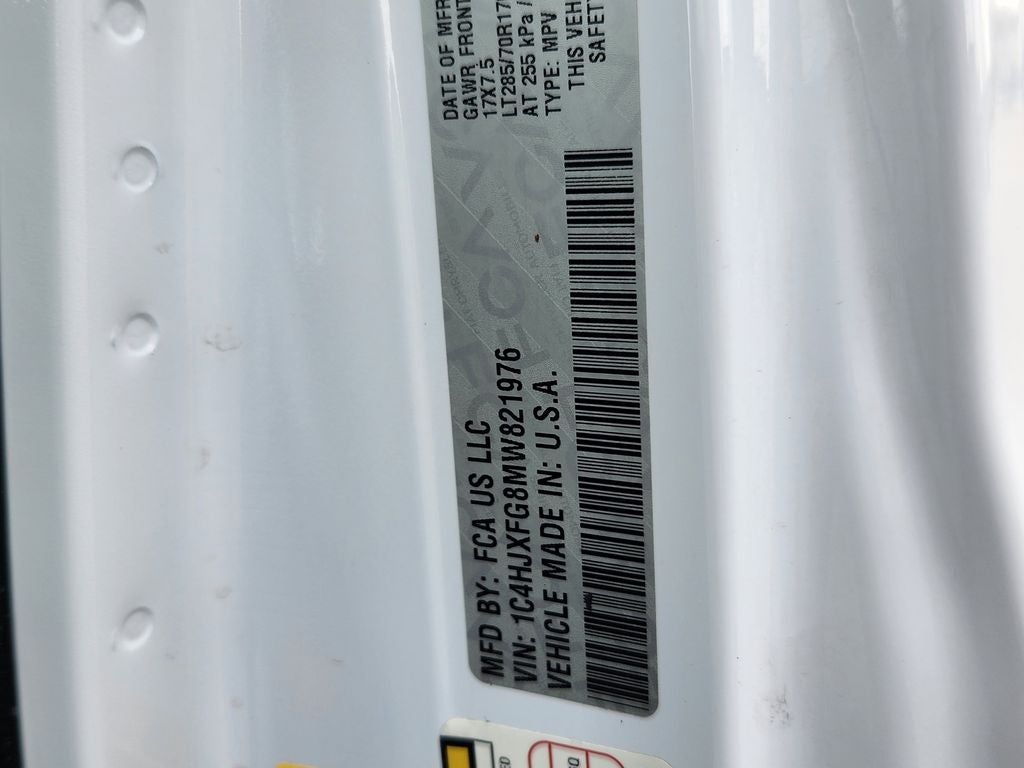 MFD BY: FCA US LLC
VIN: 1C4HJXFG8MW821976
VEHICLE MADE IN: U.S.A.
DATE OF MFR
GAWR FRONT
17X7.5
LT285/70R17
AT 255 kPa /
TYPE: MPV
THIS VEH
SAFET